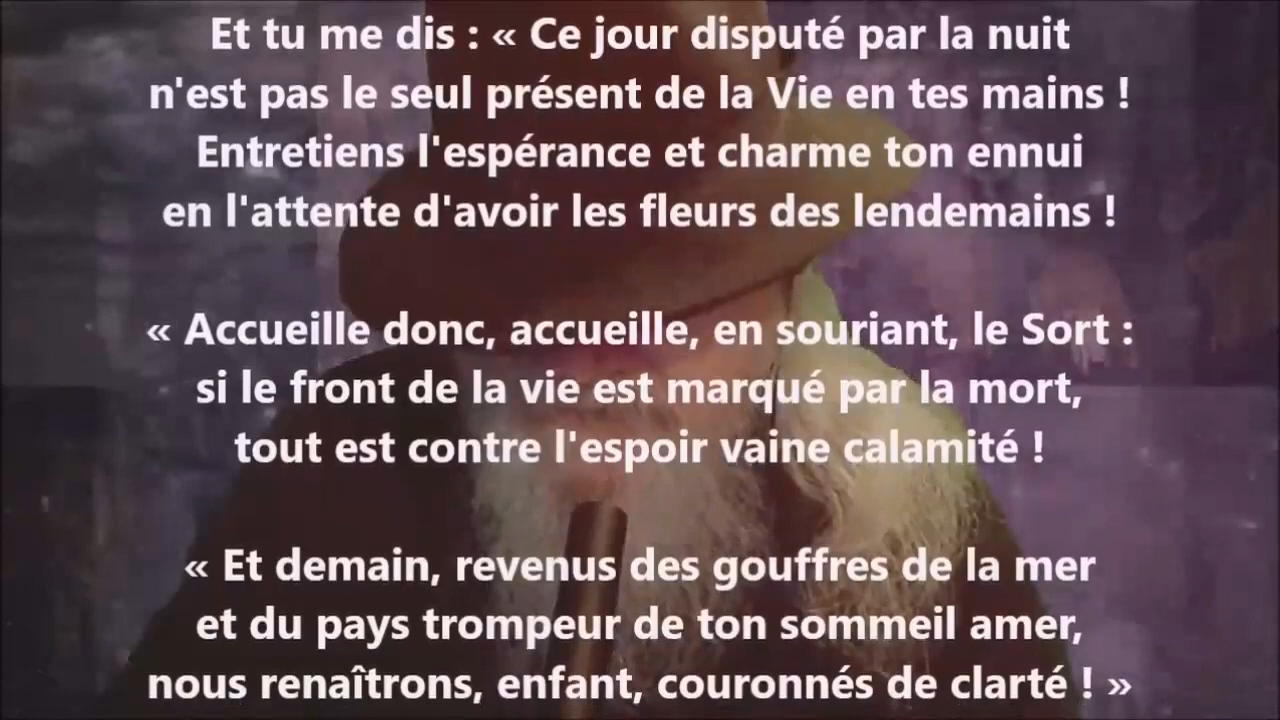 Et tu me dis : « Ce jour disputé par la nuit
n'est pas le seul présent de la Vie en tes mains !
Entretiens l'espérance et charme ton ennui
en l'attente d'avoir les fleurs des lendemains !
« Accueille donc, accueille, en souriant, le Sort :
si le front de la vie est marqué par la mort,
tout est contre l'espoir vaine calamité !
« Et demain, revenus des gouffres de la mer
et du pays trompeur de ton sommeil amer,
nous renaîtrons, enfant, couronnés de clarté ! »